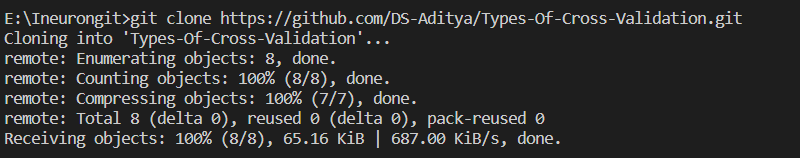 E:\Ineurongit>git clone https://github.com/DS-Aditya/Types-Of-Cross-Validation.git
Cloning into 'Types-Of-Cross-Validation'...
remote: Enumerating objects: 8, done.
remote: Counting objects: 100% (8/8), done.
remote: Compressing objects: 100% (7/7), done.
remote: Total 8 (delta 0), reused 0 (delta 0), pack-reused 0
Receiving objects: 100% (8/8), 65.16 KiB | 687.00 KiB/s, done.